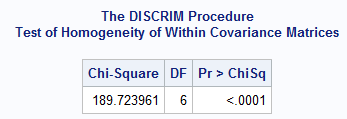 The DISCRIM Procedure
Test of Homogeneity of Within Covariance Matrices
Chi-Square DF Pr > ChiSq
189.723961 6 <.0001